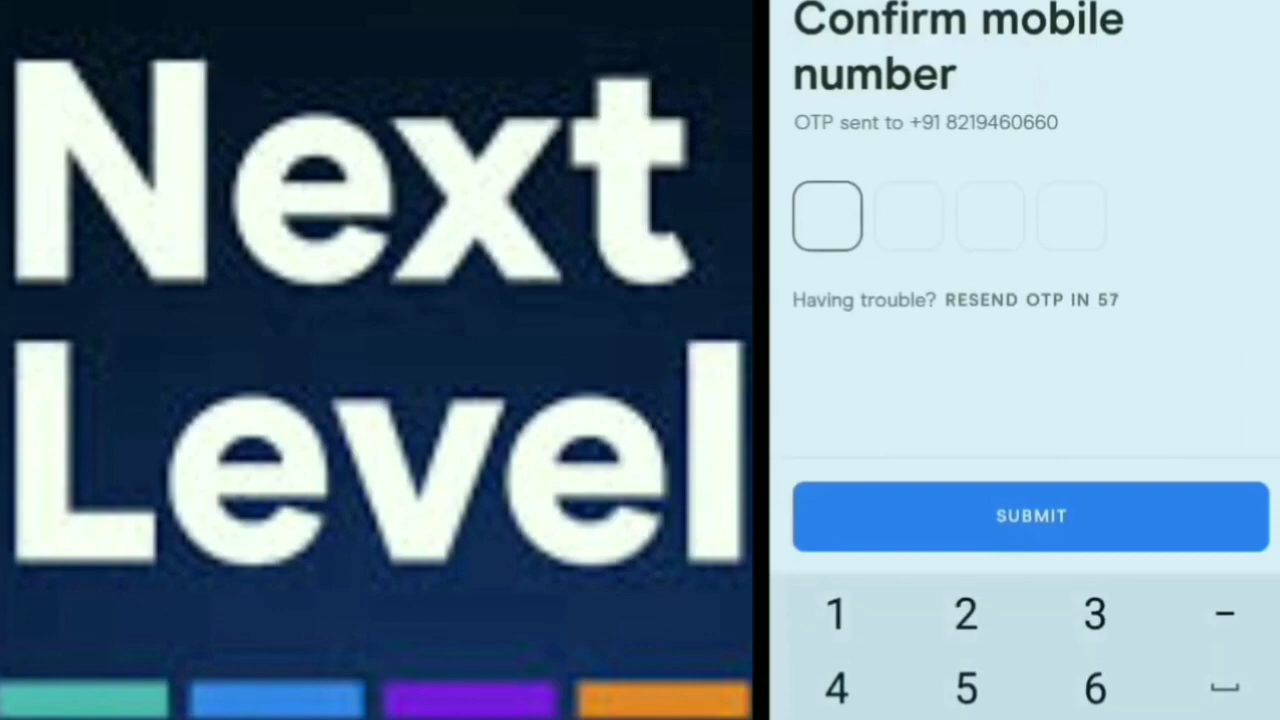 Next
Level
Confirm mobile
number
OTP sent to +91 8219460660
Having trouble? RESEND OTP IN 57
SUBMIT
1 2 3 –
4 5 6 ⎵